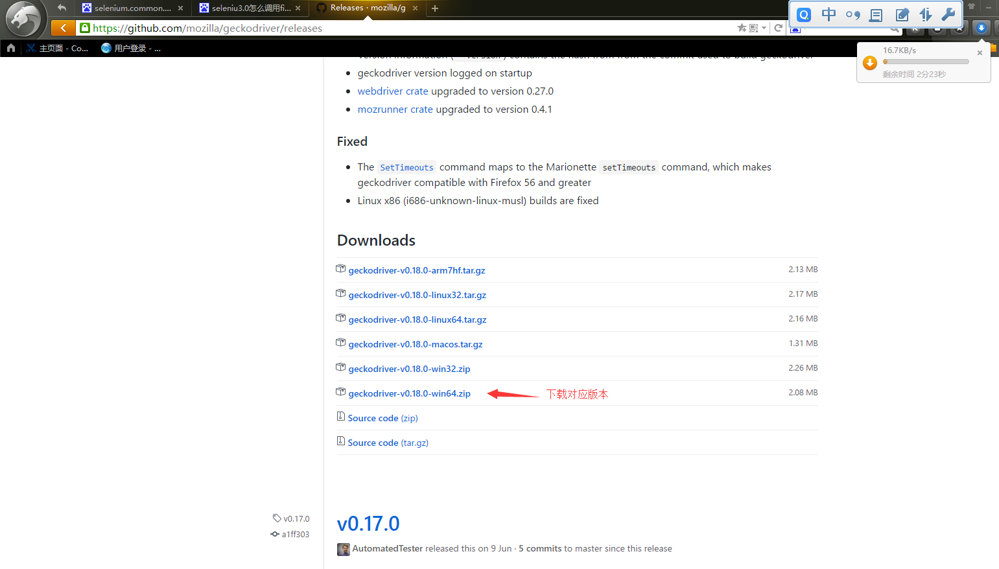 selenium.common....
seleniu3.0怎么调用fi...
Releases · mozilla/g
中
https://github.com/mozilla/geckodriver/releases
主页面 - Co...
用户登录 - ...
16.7KB/s
剩余时间 2分23秒
geckodriver version logged on startup
webdriver crate upgraded to version 0.27.0
mozrunner crate upgraded to version 0.4.1
Fixed
The SetTimeouts command maps to the Marionette setTimeouts command, which makes
geckodriver compatible with Firefox 56 and greater
Linux x86 (i686-unknown-linux-musl) builds are fixed
Downloads
geckodriver-v0.18.0-arm7hf.tar.gz 2.13 MB
geckodriver-v0.18.0-linux32.tar.gz 2.17 MB
geckodriver-v0.18.0-linux64.tar.gz 2.16 MB
geckodriver-v0.18.0-macos.tar.gz 1.31 MB
geckodriver-v0.18.0-win32.zip 2.26 MB
geckodriver-v0.18.0-win64.zip 下载对应版本 2.08 MB
Source code (zip)
Source code (tar.gz)
v0.17.0
a1ff303
v0.17.0
AutomatedTester released this on 9 Jun · 5 commits to master since this release